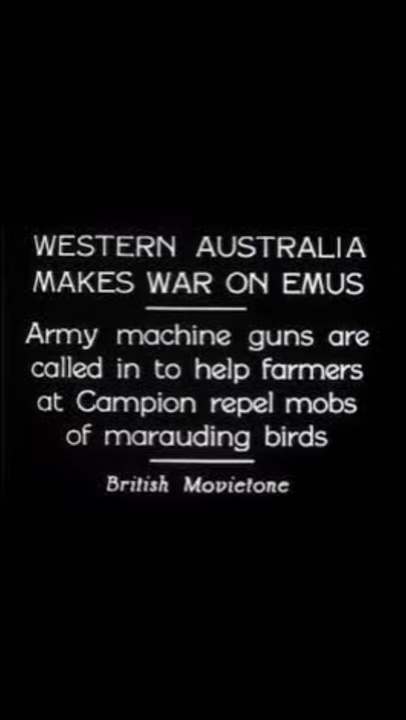 WESTERN AUSTRALIA
MAKES WAR ON EMUS
Army machine guns are
called in to help farmers
at Campion repel mobs
of marauding birds
British Movietone